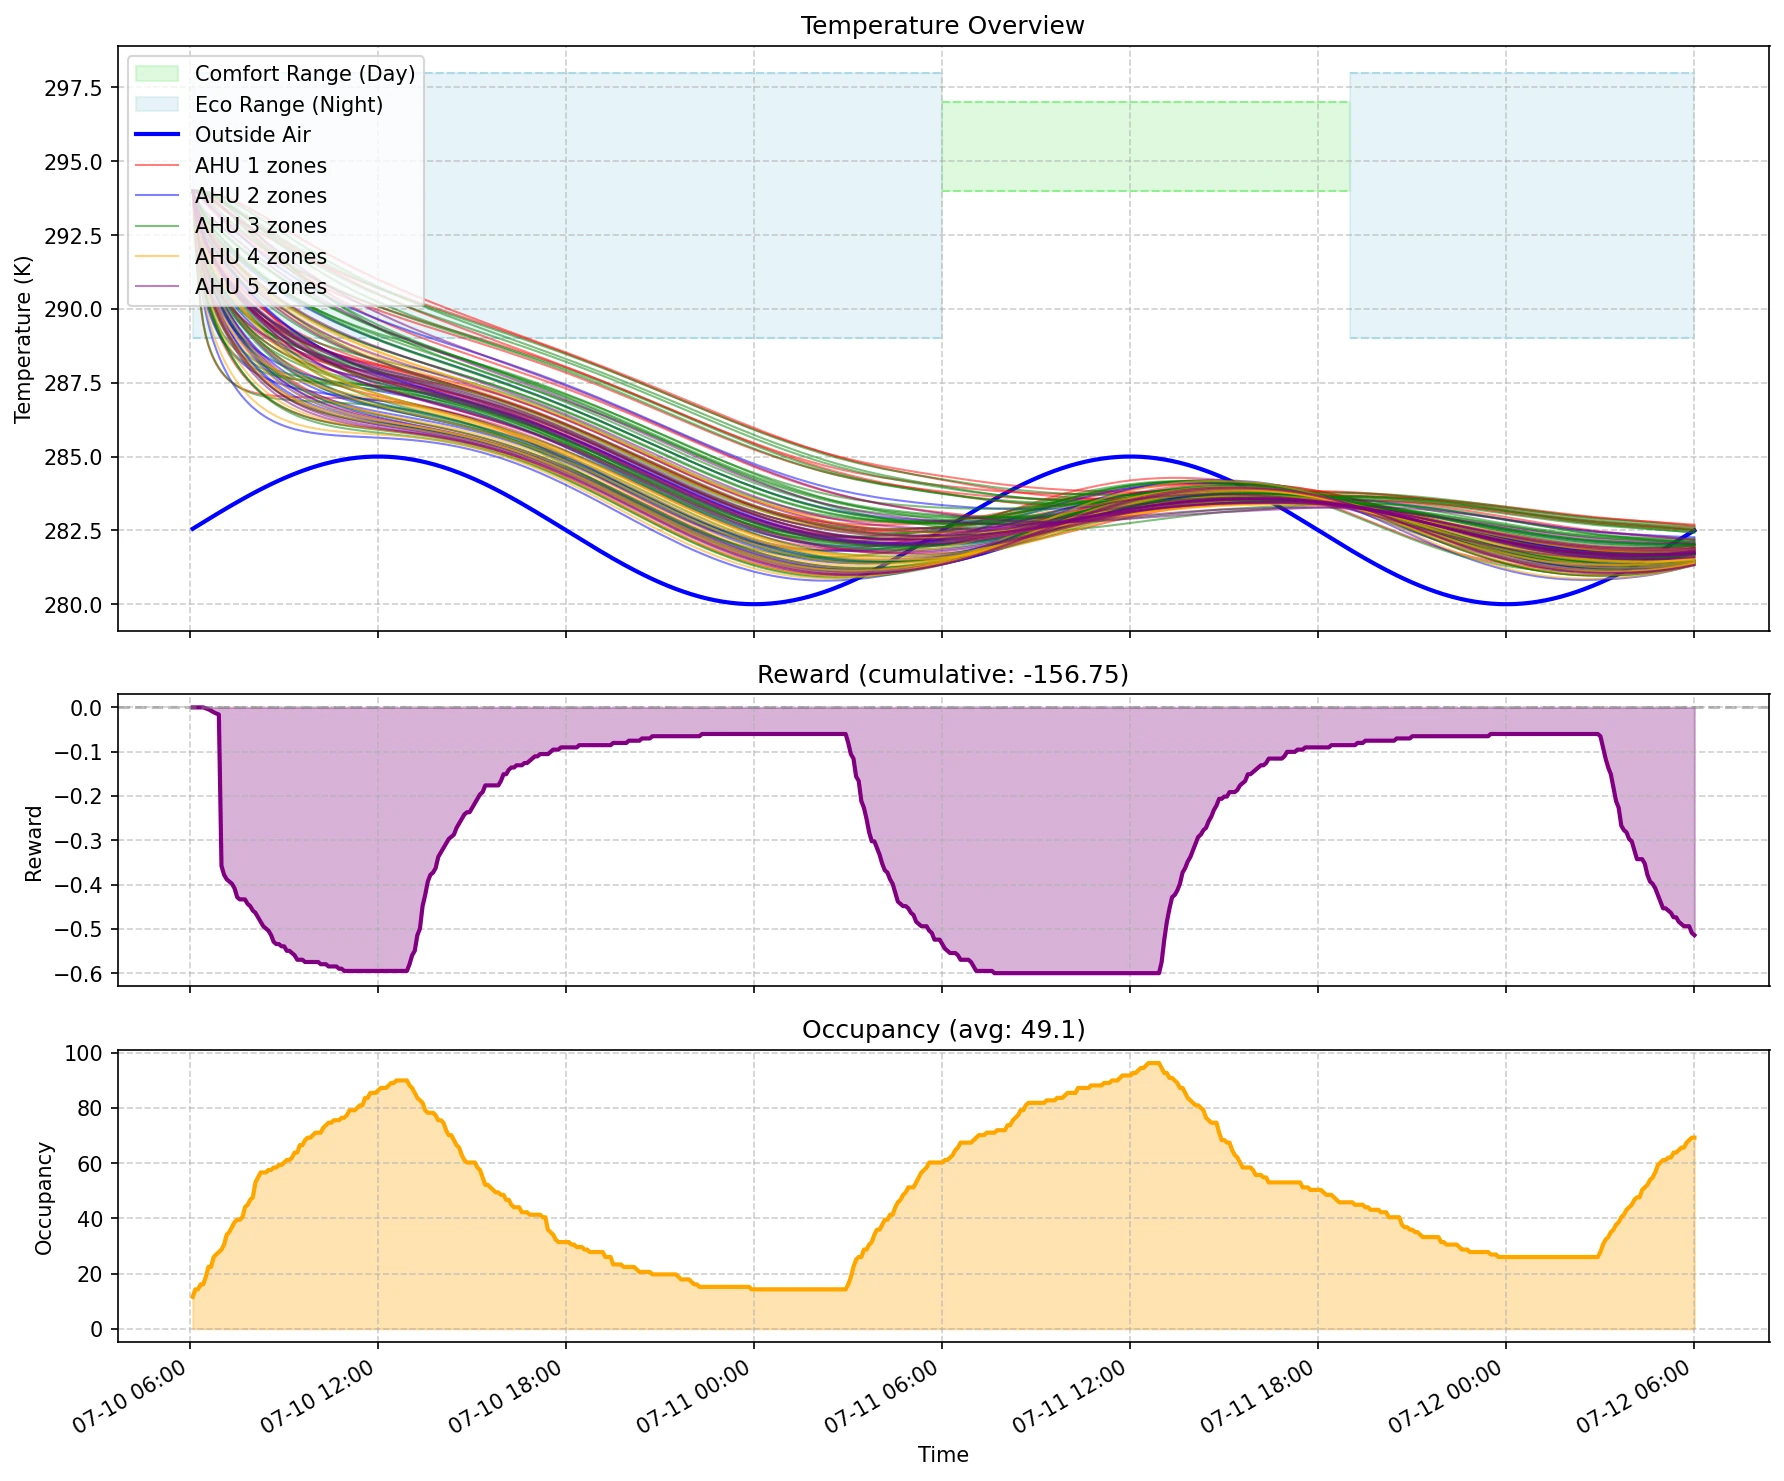 Temperature Overview
Temperature (K)
297.5
295.0
292.5
290.0
287.5
285.0
282.5
280.0
Comfort Range (Day)
Eco Range (Night)
Outside Air
AHU 1 zones
AHU 2 zones
AHU 3 zones
AHU 4 zones
AHU 5 zones
Reward (cumulative: -156.75)
Reward
0.0
−0.1
−0.2
−0.3
−0.4
−0.5
−0.6
Occupancy (avg: 49.1)
Occupancy
100
80
60
40
20
0
07-10 06:00
07-10 12:00
07-10 18:00
07-11 00:00
07-11 06:00
07-11 12:00
07-11 18:00
07-12 00:00
07-12 06:00
Time